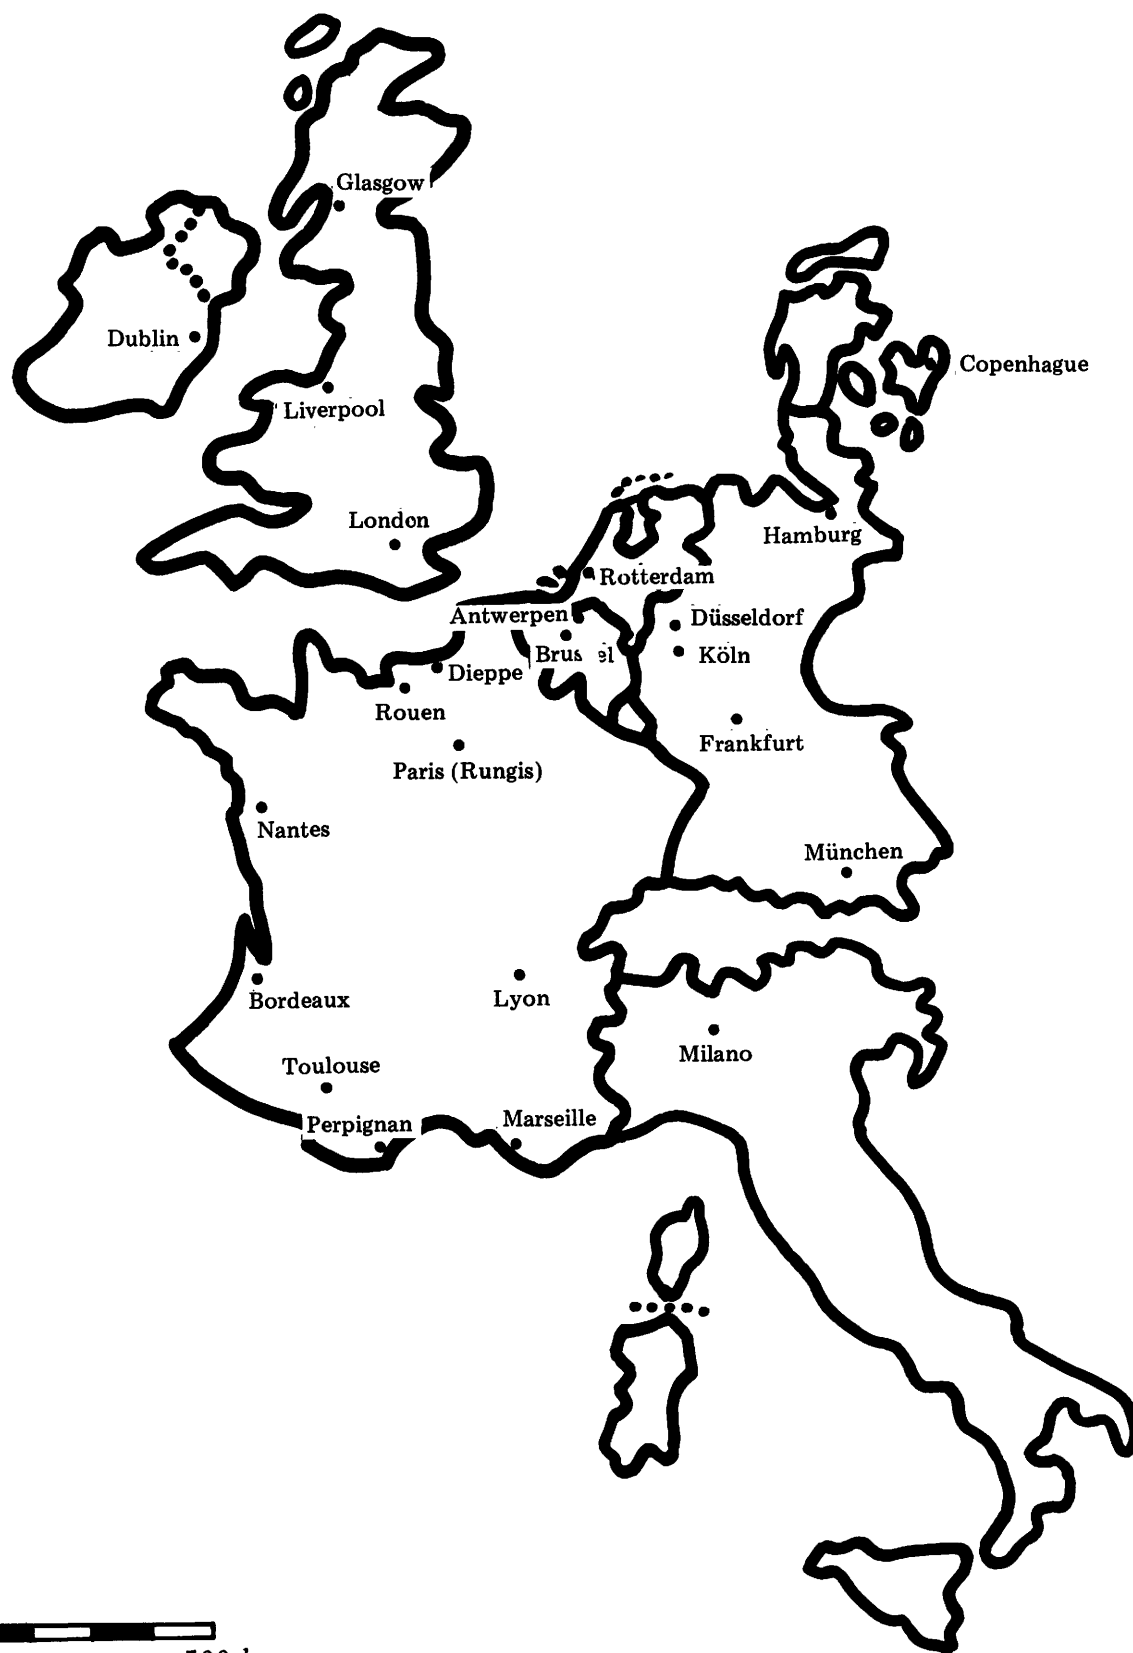 Glasgow
Dublin
Copenhague
Liverpool
London
Hamburg
Rotterdam
Antwerpen
Düsseldorf
Köln
Dieppe
Rouen
Frankfurt
Paris (Rungis)
Nantes
München
Lyon
Bordeaux
Milano
Toulouse
Marseille
Perpignan